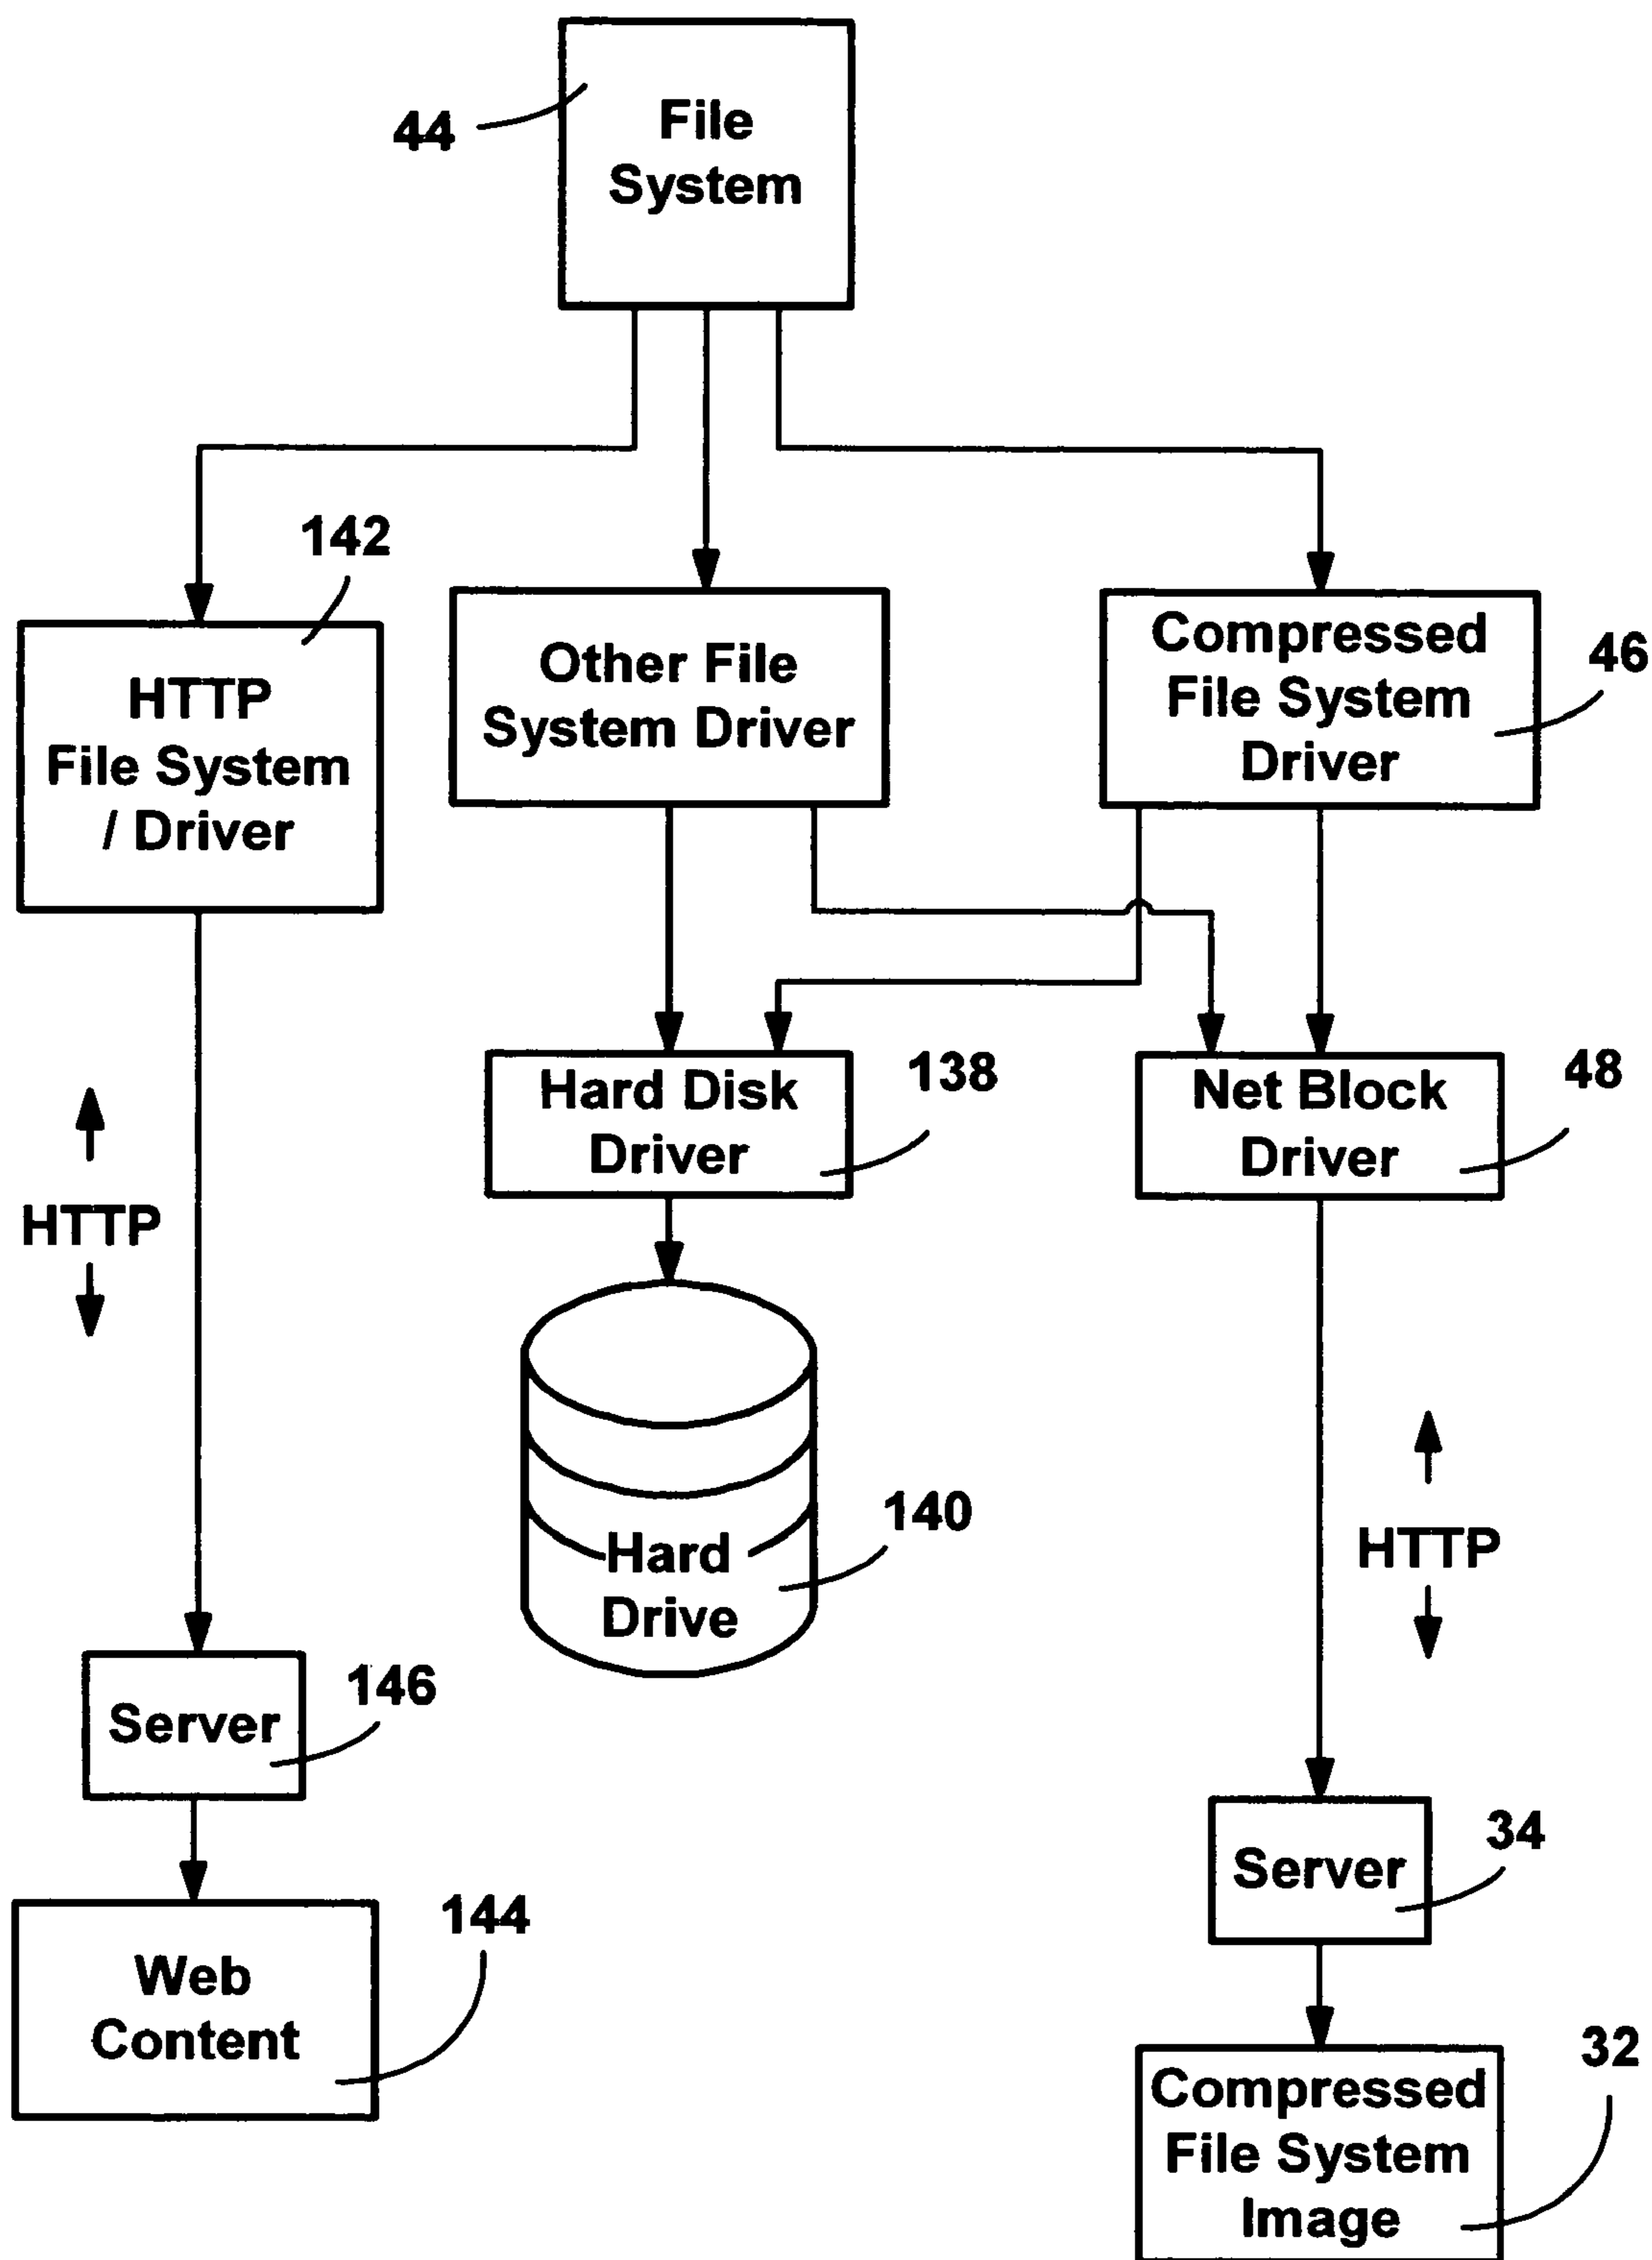 44
File
System
142
HTTP
File System
/ Driver
Other File
System Driver
Compressed
File System
Driver
46
Hard Disk
Driver
138
Net Block
Driver
48
HTTP
Hard
Drive
140
HTTP
Server
146
Server
34
Web
Content
144
Compressed
File System
Image
32